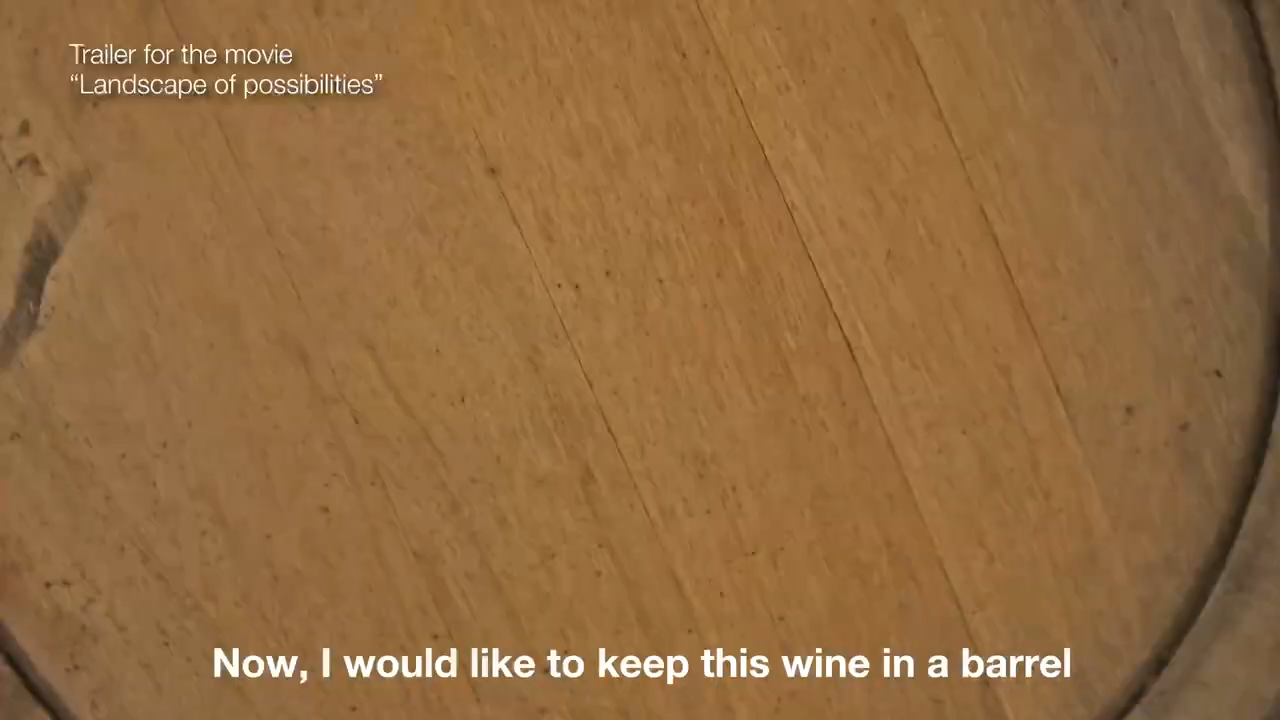 Trailer for the movie
“Landscape of possibilities”
Now, I would like to keep this wine in a barrel